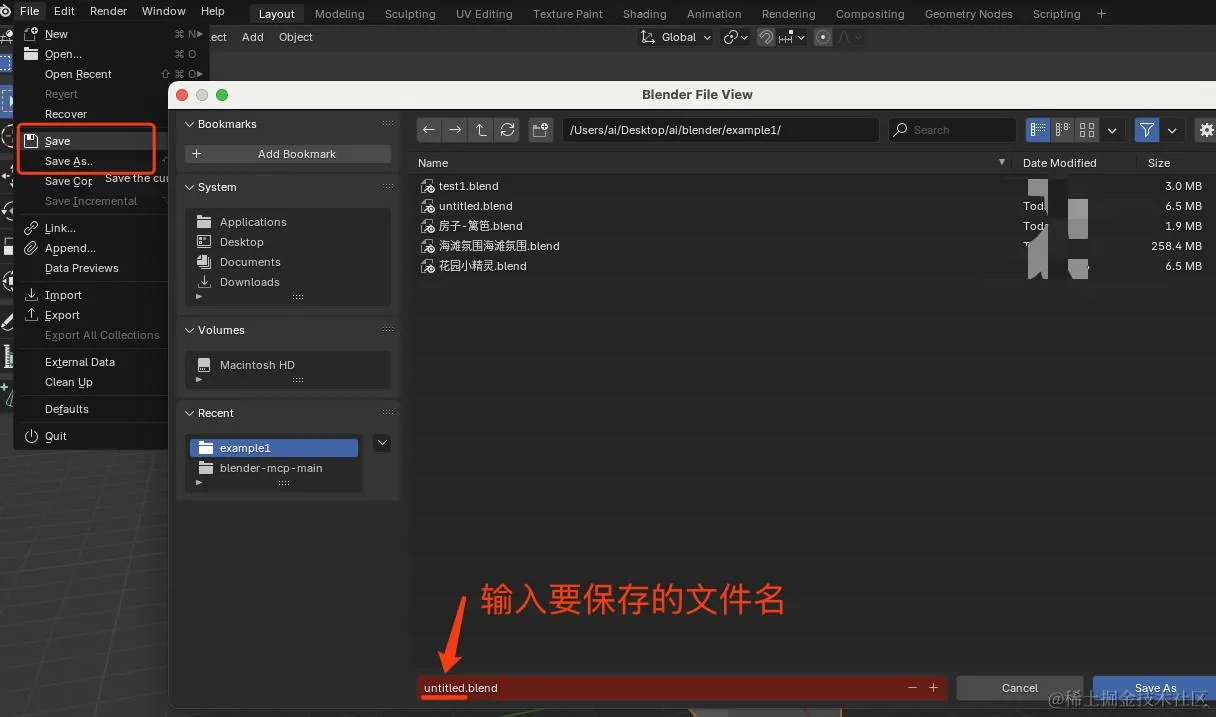 File Edit Render Window Help Layout Modeling Sculpting UV Editing Texture Paint Shading Animation Rendering Compositing Geometry Nodes Scripting +
Add Object Global
New ⌘ N
Open... ⌘ O
Open Recent ⇧ ⌘ O
Revert
Recover
Save
Save As..
Save the cur
Save Incremental
Link...
Append...
Data Previews
Import
Export
Export All Collections
External Data
Clean Up
Defaults
Quit
Blender File View
Bookmarks
+ Add Bookmark
System
Applications
Desktop
Documents
Downloads
Volumes
Macintosh HD
Recent
example1
blender-mcp-main
/Users/ai/Desktop/ai/blender/example1/
Search
Name Date Modified Size
test1.blend 3.0 MB
untitled.blend 6.5 MB
房子-篱笆.blend 1.9 MB
海滩氛围海滩氛围.blend 258.4 MB
花园小精灵.blend 6.5 MB
输入要保存的文件名
untitled.blend − +
Cancel
Save As
@稀土掘金技术社区